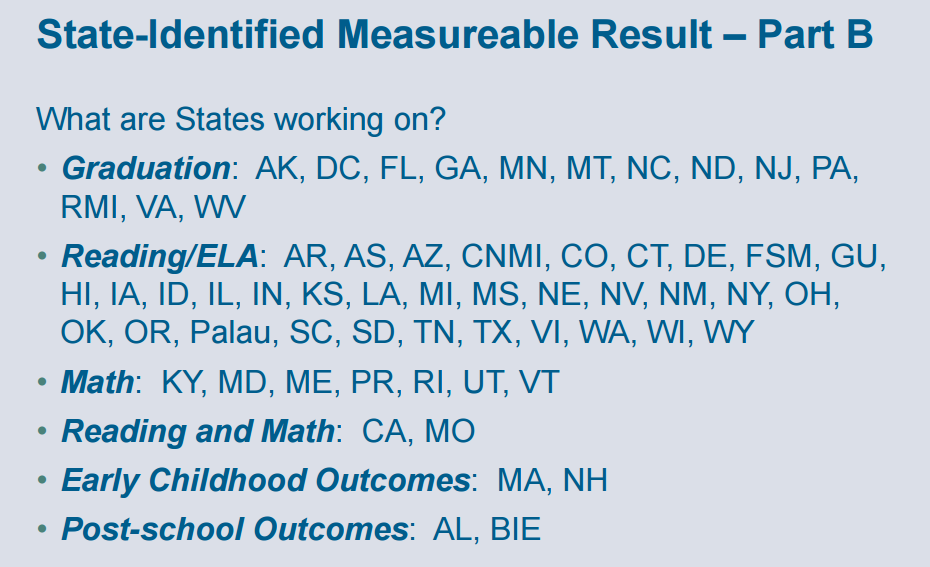 State-Identified Measureable Result – Part B
What are States working on?
• Graduation: AK, DC, FL, GA, MN, MT, NC, ND, NJ, PA,
RMI, VA, WV
• Reading/ELA: AR, AS, AZ, CNMI, CO, CT, DE, FSM, GU,
HI, IA, ID, IL, IN, KS, LA, MI, MS, NE, NV, NM, NY, OH,
OK, OR, Palau, SC, SD, TN, TX, VI, WA, WI, WY
• Math: KY, MD, ME, PR, RI, UT, VT
• Reading and Math: CA, MO
• Early Childhood Outcomes: MA, NH
• Post-school Outcomes: AL, BIE